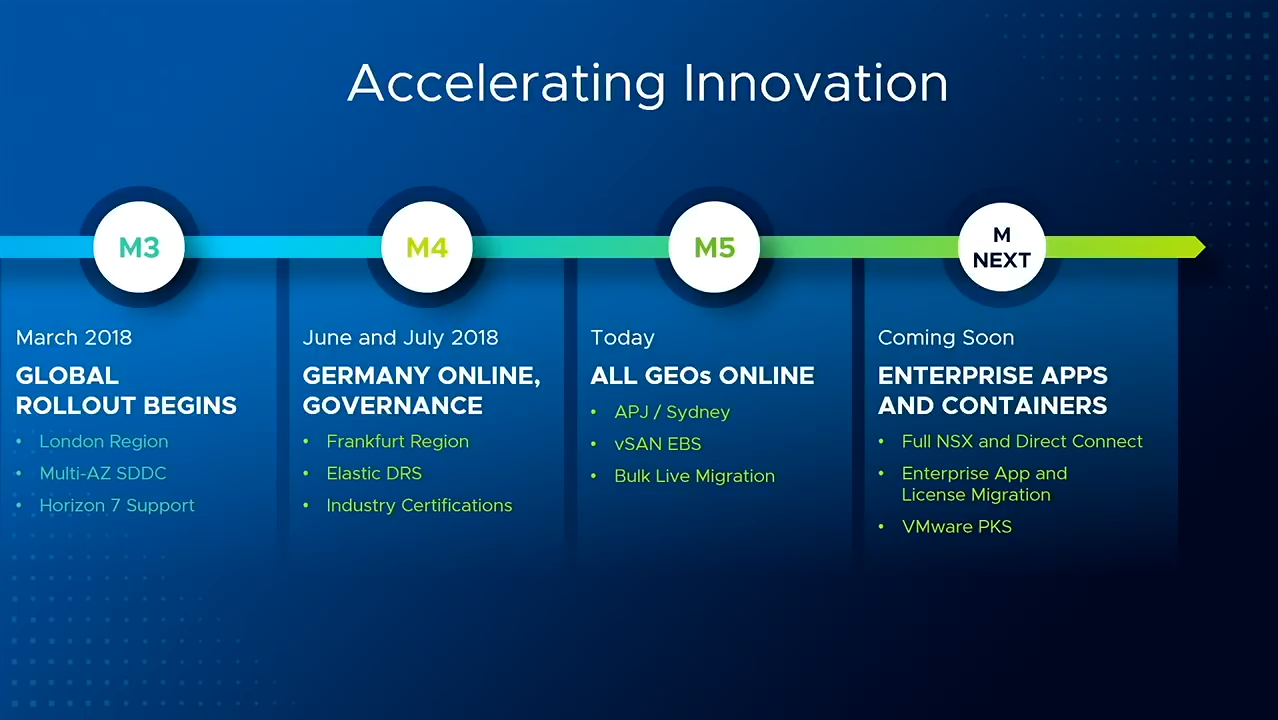 Accelerating Innovation
M3
March 2018
GLOBAL
ROLLOUT BEGINS
• London Region
• Multi-AZ SDDC
• Horizon 7 Support
M4
June and July 2018
GERMANY ONLINE,
GOVERNANCE
• Frankfurt Region
• Elastic DRS
• Industry Certifications
M5
Today
ALL GEOs ONLINE
• APJ / Sydney
• vSAN EBS
• Bulk Live Migration
M
NEXT
Coming Soon
ENTERPRISE APPS
AND CONTAINERS
• Full NSX and Direct Connect
• Enterprise App and
License Migration
• VMware PKS